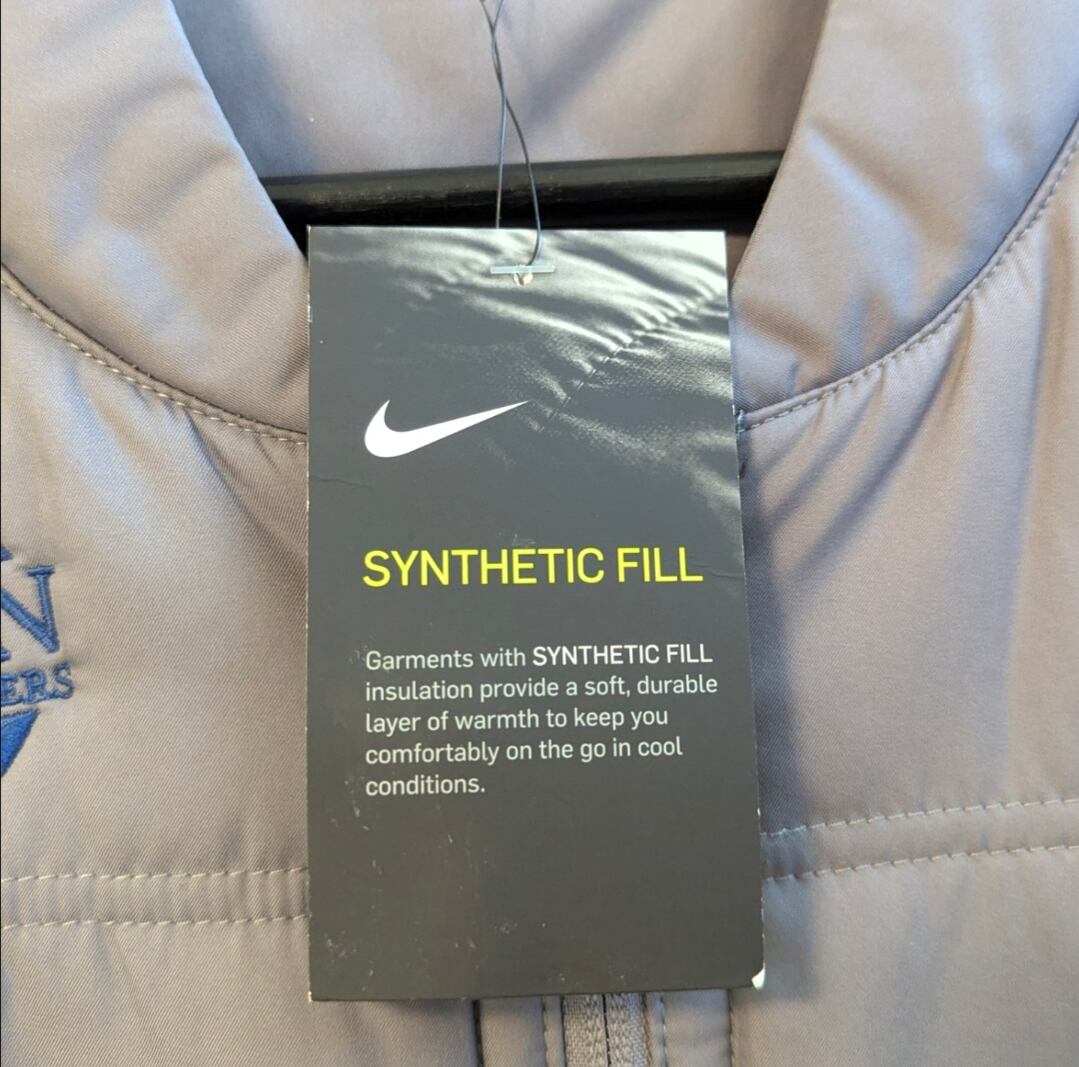 SYNTHETIC FILL
Garments with SYNTHETIC FILL
insulation provide a soft, durable
layer of warmth to keep you
comfortably on the go in cool
conditions.
N
ERS